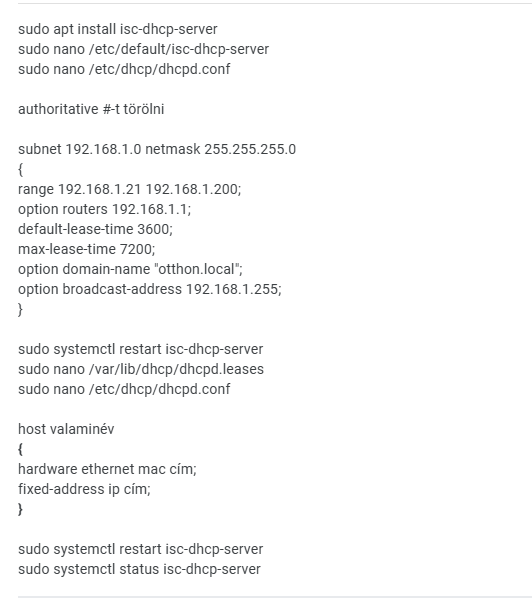 sudo apt install isc-dhcp-server
sudo nano /etc/default/isc-dhcp-server
sudo nano /etc/dhcp/dhcpd.conf
authoritative #-t törölni
subnet 192.168.1.0 netmask 255.255.255.0
{
range 192.168.1.21 192.168.1.200;
option routers 192.168.1.1;
default-lease-time 3600;
max-lease-time 7200;
option domain-name "otthon.local";
option broadcast-address 192.168.1.255;
}
sudo systemctl restart isc-dhcp-server
sudo nano /var/lib/dhcp/dhcpd.leases
sudo nano /etc/dhcp/dhcpd.conf
host valaminév
{
hardware ethernet mac cím;
fixed-address ip cím;
}
sudo systemctl restart isc-dhcp-server
sudo systemctl status isc-dhcp-server